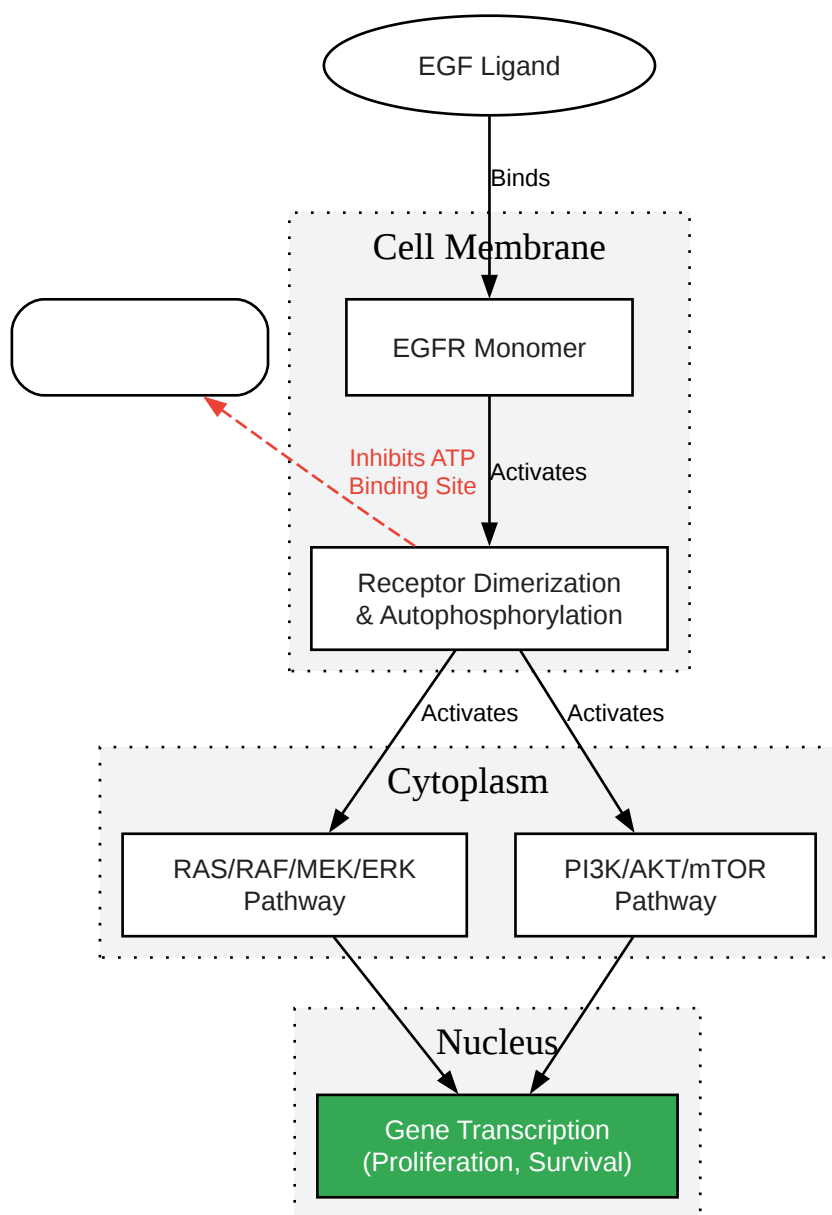 EGF Ligand
Binds
Cell Membrane
EGFR Monomer
Inhibits ATP
Binding Site
Activates
Receptor Dimerization
& Autophosphorylation
Activates
Activates
Cytoplasm
RAS/RAF/MEK/ERK
Pathway
PI3K/AKT/mTOR
Pathway
Nucleus
Gene Transcription
(Proliferation, Survival)